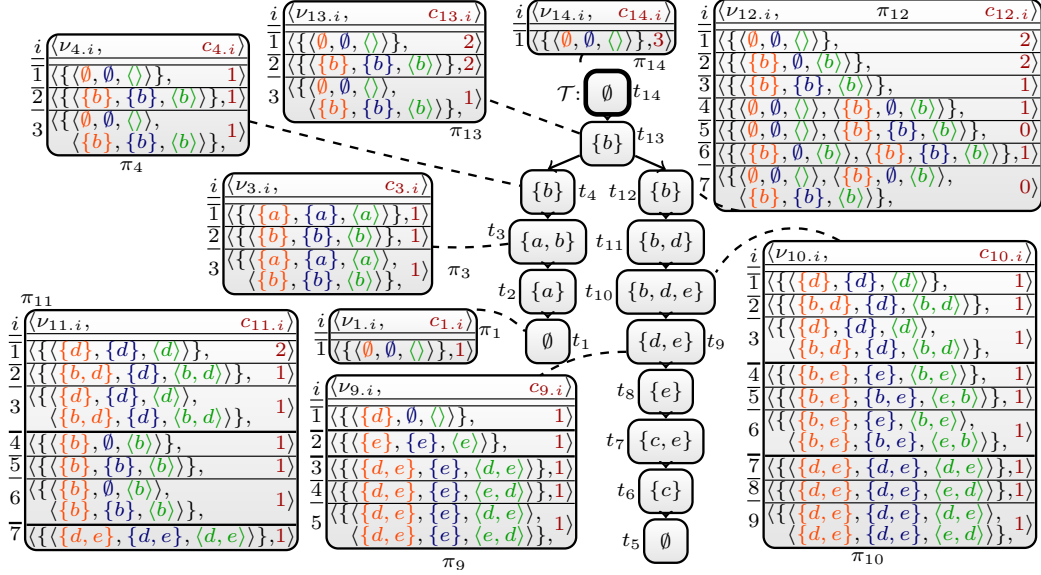 i ⟨ν4.i, c4.i⟩
1 ⟨{⟨∅, ∅, ⟨⟩⟩}, 1⟩
2 ⟨{⟨{b}, {b}, ⟨b⟩⟩}, 1⟩
3 ⟨{⟨∅, ∅, ⟨⟩⟩,
⟨{b}, {b}, ⟨b⟩⟩}, 1⟩
π4
i ⟨ν13.i, c13.i⟩
1 ⟨{⟨∅, ∅, ⟨⟩⟩}, 2⟩
2 ⟨{⟨{b}, {b}, ⟨b⟩⟩}, 2⟩
3 ⟨{⟨∅, ∅, ⟨⟩⟩,
⟨{b}, {b}, ⟨b⟩⟩}, 1⟩
π13
i ⟨ν14.i, c14.i⟩
1 ⟨{⟨∅, ∅, ⟨⟩⟩}, 3⟩
π14
i ⟨ν12.i, π12 c12.i⟩
1 ⟨{⟨∅, ∅, ⟨⟩⟩}, 2⟩
2 ⟨{⟨{b}, ∅, ⟨b⟩⟩}, 2⟩
3 ⟨{⟨{b}, {b}, ⟨b⟩⟩}, 1⟩
4 ⟨{⟨∅, ∅, ⟨⟩⟩, ⟨{b}, ∅, ⟨b⟩⟩}, 1⟩
5 ⟨{⟨∅, ∅, ⟨⟩⟩, ⟨{b}, {b}, ⟨b⟩⟩}, 0⟩
6 ⟨{⟨{b}, ∅, ⟨b⟩⟩, ⟨{b}, {b}, ⟨b⟩⟩}, 1⟩
7 ⟨{⟨∅, ∅, ⟨⟩⟩, ⟨{b}, ∅, ⟨b⟩⟩,
⟨{b}, {b}, ⟨b⟩⟩}, 0⟩
T: ∅ t14
{b} t13
{b} t4
t12 {b}
t3 {a, b}
t11 {b, d}
t2 {a}
t10 {b, d, e}
∅ t1
{d, e} t9
t8 {e}
t7 {c, e}
t6 {c}
t5 ∅
i ⟨ν3.i, c3.i⟩
1 ⟨{⟨{a}, {a}, ⟨a⟩⟩}, 1⟩
2 ⟨{⟨{b}, {b}, ⟨b⟩⟩}, 1⟩
3 ⟨{⟨{a}, {a}, ⟨a⟩⟩,
⟨{b}, {b}, ⟨b⟩⟩}, 1⟩
π3
π11
i ⟨ν11.i, c11.i⟩
1 ⟨{⟨{d}, {d}, ⟨d⟩⟩}, 2⟩
2 ⟨{⟨{b, d}, {d}, ⟨b, d⟩⟩}, 1⟩
3 ⟨{⟨{d}, {d}, ⟨d⟩⟩,
⟨{b, d}, {d}, ⟨b, d⟩⟩}, 1⟩
4 ⟨{⟨{b}, ∅, ⟨b⟩⟩}, 1⟩
5 ⟨{⟨{b}, {b}, ⟨b⟩⟩}, 1⟩
6 ⟨{⟨{b}, ∅, ⟨b⟩⟩,
⟨{b}, {b}, ⟨b⟩⟩}, 1⟩
7 ⟨{⟨{d, e}, {d, e}, ⟨d, e⟩⟩}, 1⟩
i ⟨ν1.i, c1.i⟩
1 ⟨{⟨∅, ∅, ⟨⟩⟩}, 1⟩
π1
i ⟨ν9.i, c9.i⟩
1 ⟨{⟨{d}, ∅, ⟨⟩⟩}, 1⟩
2 ⟨{⟨{e}, {e}, ⟨e⟩⟩}, 1⟩
3 ⟨{⟨{d, e}, {e}, ⟨d, e⟩⟩}, 1⟩
4 ⟨{⟨{d, e}, {e}, ⟨e, d⟩⟩}, 1⟩
5 ⟨{⟨{d, e}, {e}, ⟨d, e⟩⟩,
⟨{d, e}, {e}, ⟨e, d⟩⟩}, 1⟩
π9
i ⟨ν10.i, c10.i⟩
1 ⟨{⟨{d}, {d}, ⟨d⟩⟩}, 1⟩
2 ⟨{⟨{b, d}, {d}, ⟨b, d⟩⟩}, 1⟩
3 ⟨{⟨{d}, {d}, ⟨d⟩⟩,
⟨{b, d}, {d}, ⟨b, d⟩⟩}, 1⟩
4 ⟨{⟨{b, e}, {e}, ⟨b, e⟩⟩}, 1⟩
5 ⟨{⟨{b, e}, {b, e}, ⟨e, b⟩⟩}, 1⟩
6 ⟨{⟨{b, e}, {e}, ⟨b, e⟩⟩,
⟨{b, e}, {b, e}, ⟨e, b⟩⟩}, 1⟩
7 ⟨{⟨{d, e}, {d, e}, ⟨d, e⟩⟩}, 1⟩
8 ⟨{⟨{d, e}, {d, e}, ⟨e, d⟩⟩}, 1⟩
9 ⟨{⟨{d, e}, {d, e}, ⟨d, e⟩⟩,
⟨{d, e}, {d, e}, ⟨e, d⟩⟩}, 1⟩
π10